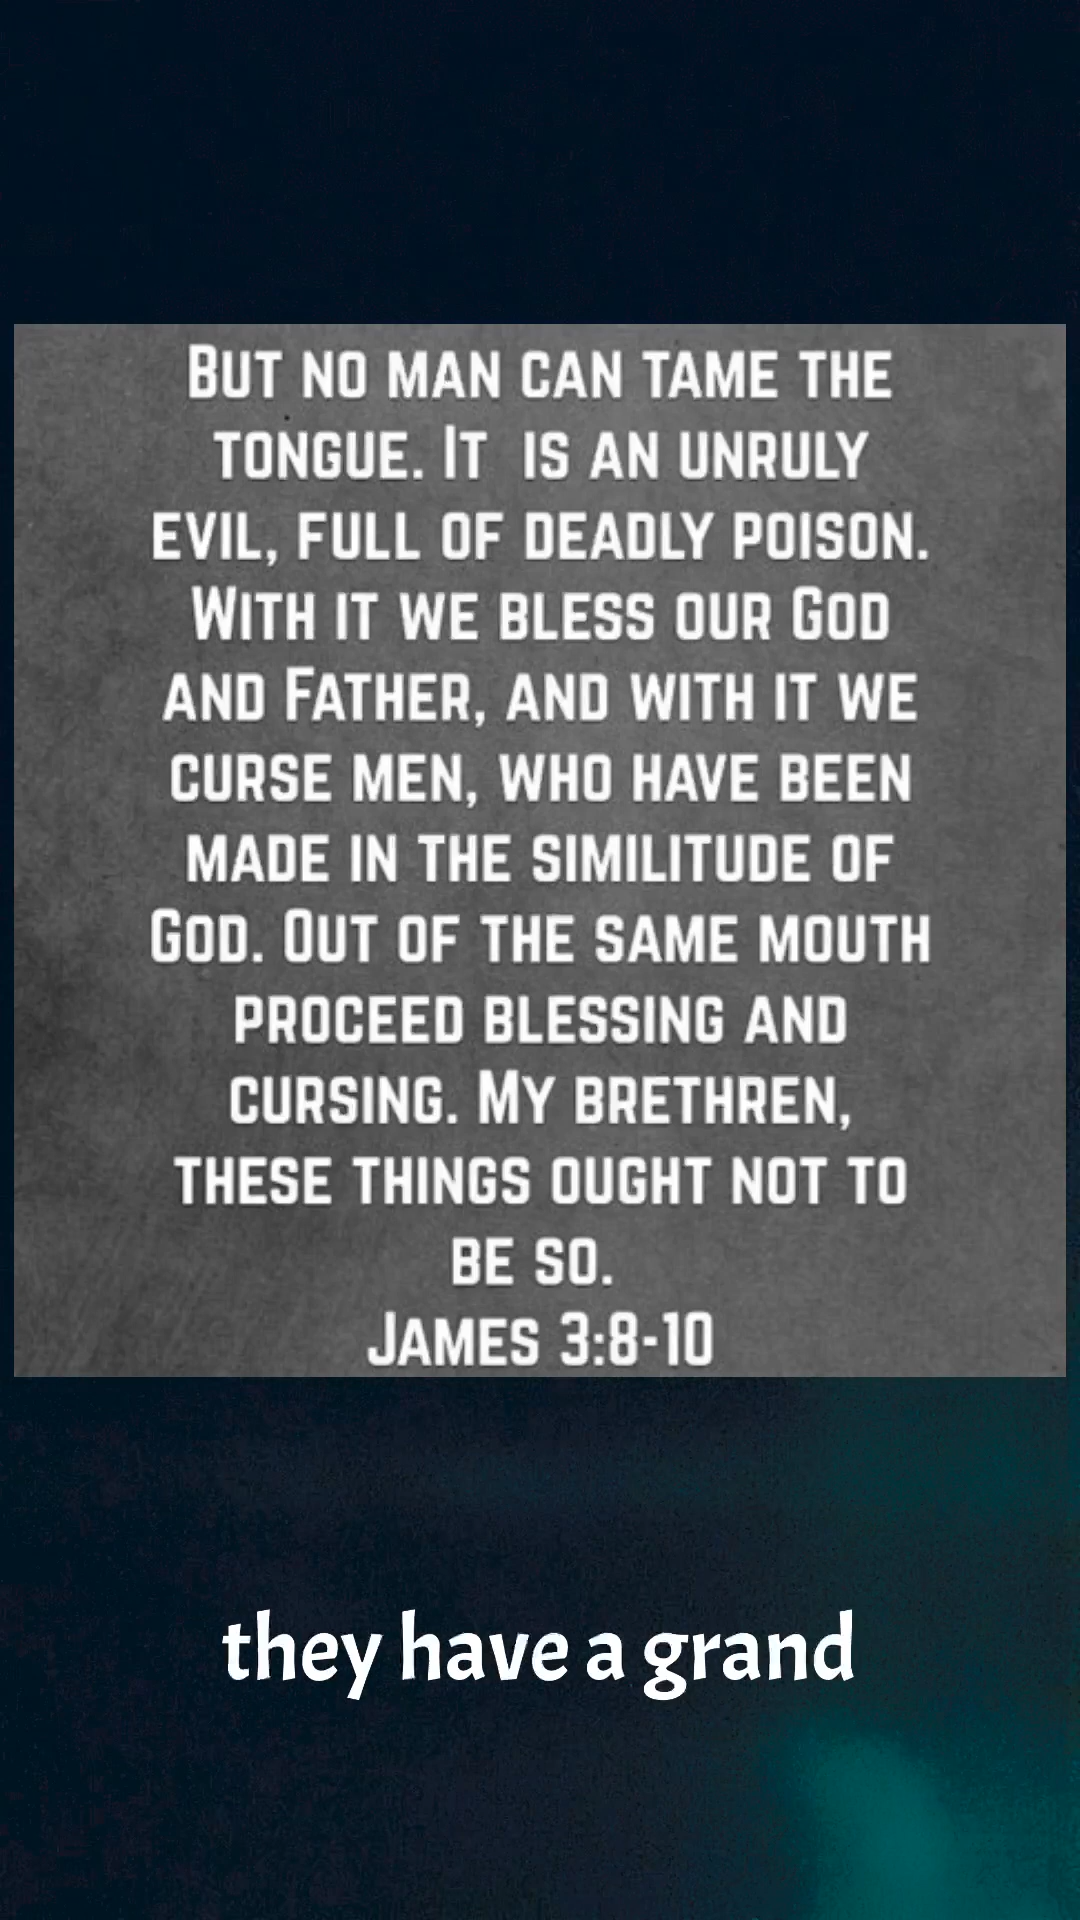 But no man can tame the
tongue. It is an unruly
evil, full of deadly poison.
With it we bless our God
and Father, and with it we
curse men, who have been
made in the similitude of
God. Out of the same mouth
proceed blessing and
cursing. My brethren,
these things ought not to
be so.
James 3:8-10
they have a grand